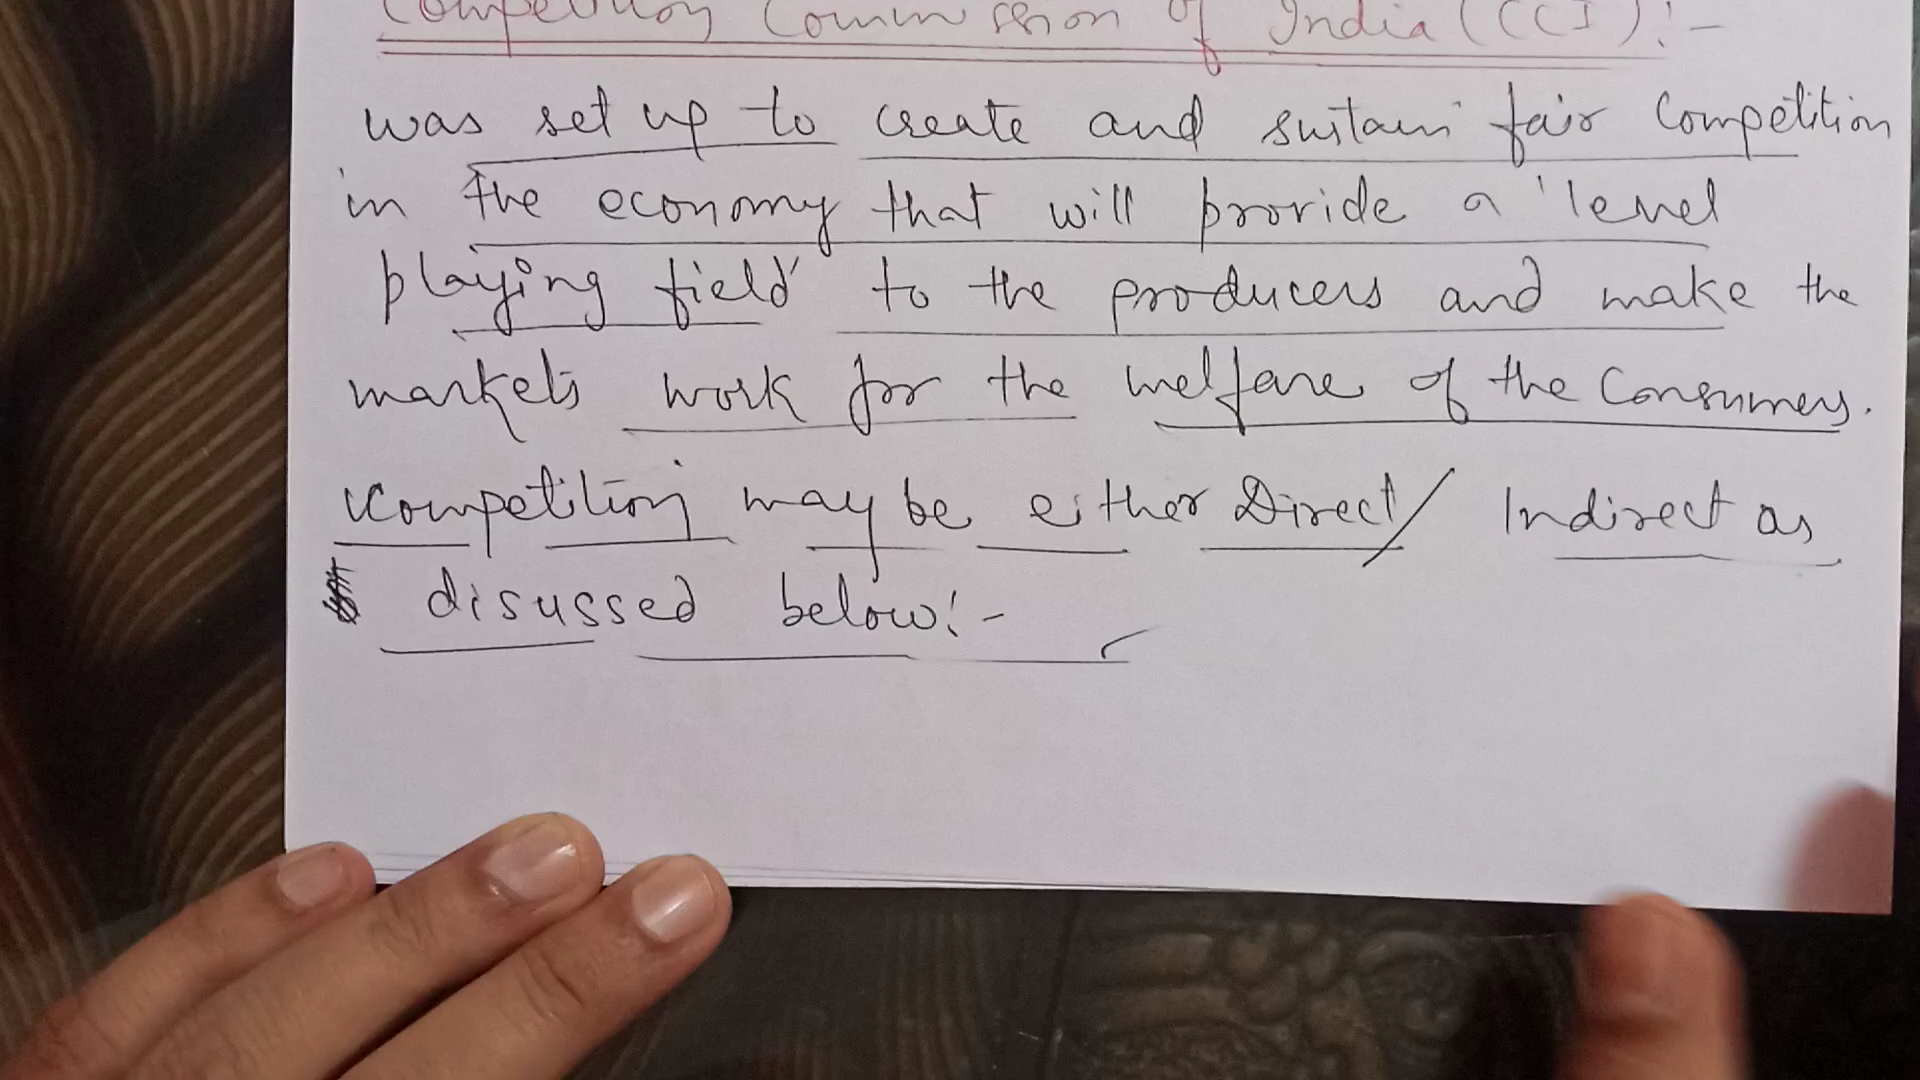 Competition Commission of India (CCI):-
was set up to create and sustain fair Competition
in the economy that will provide a 'level
playing field' to the producers and make the
markets work for the welfare of the Consumers.
Competition may be either Direct/ Indirect as
disussed below:-